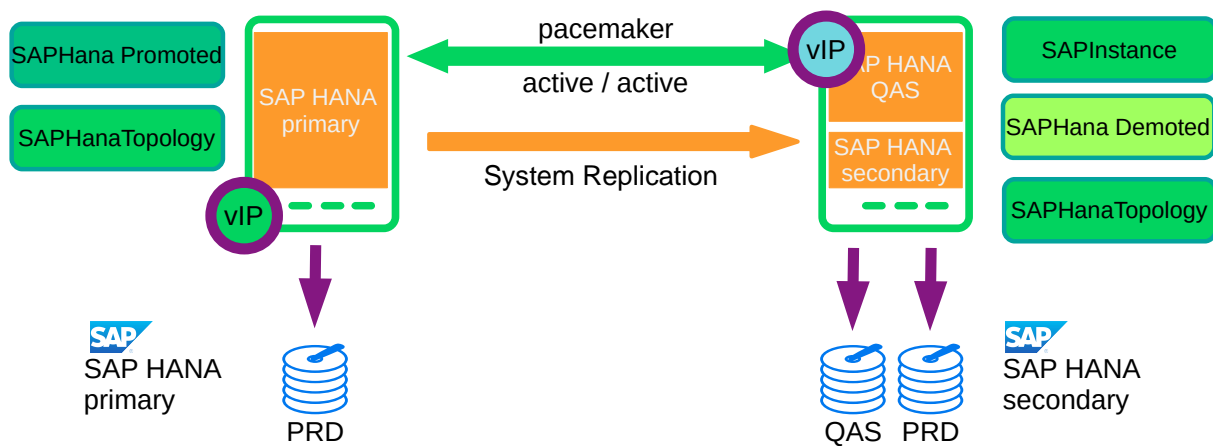 SAPHana Promoted
SAPHanaTopology
SAP HANA
primary
vIP
pacemaker
active / active
System Replication
vIP
SAP HANA
QAS
SAP HANA
secondary
SAPInstance
SAPHana Demoted
SAPHanaTopology
SAP
SAP HANA
primary
PRD
QAS
PRD
SAP
SAP HANA
secondary